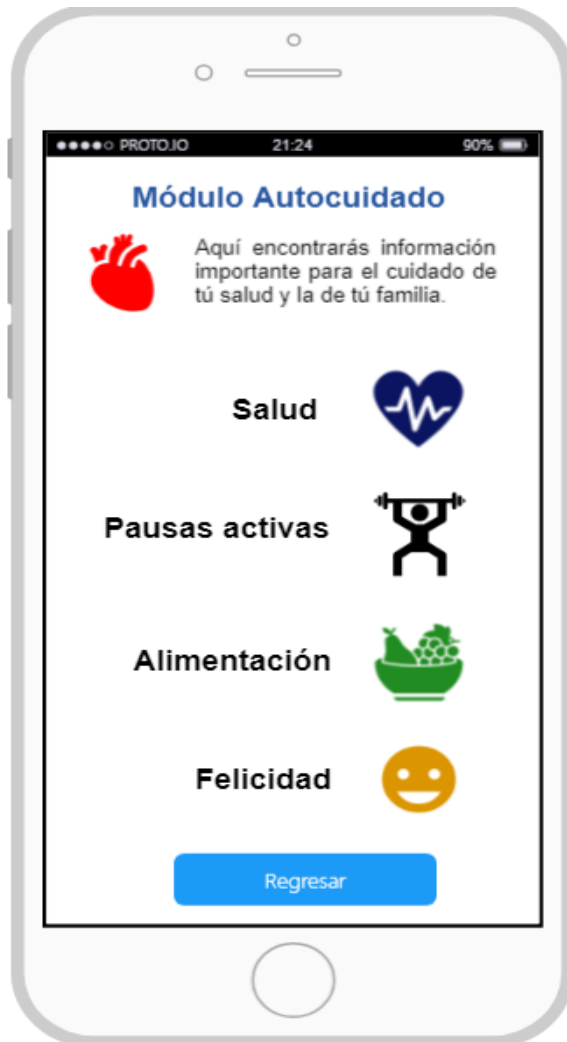 PROTO.IO 21:24 90%
Módulo Autocuidado
Aquí encontrarás información
importante para el cuidado de
tú salud y la de tú familia.
Salud
Pausas activas
Alimentación
Felicidad
Regresar